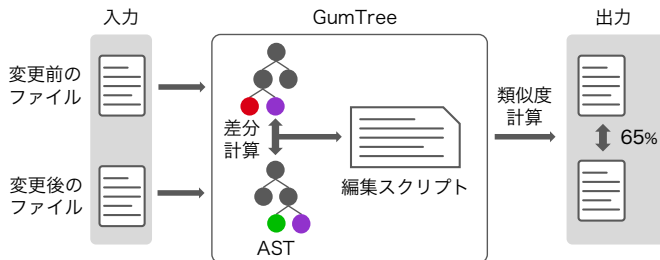 入力
GumTree
出力
変更前の
ファイル
差分
計算
類似度
計算
65%
変更後の
ファイル
編集スクリプト
AST